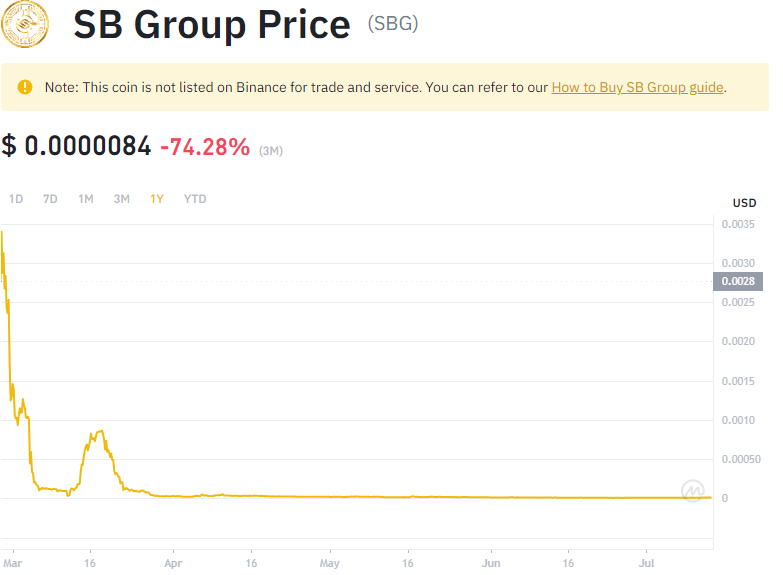 SB Group Price (SBG)
Note: This coin is not listed on Binance for trade and service. You can refer to our How to Buy SB Group guide.
$ 0.0000084 -74.28% (3M)
1D 7D 1M 3M 1Y YTD
USD
0.0035
0.0030
0.0028
0.0025
0.0020
0.0015
0.0010
0.00050
0
Mar 16 Apr 16 May 16 Jun 16 Jul